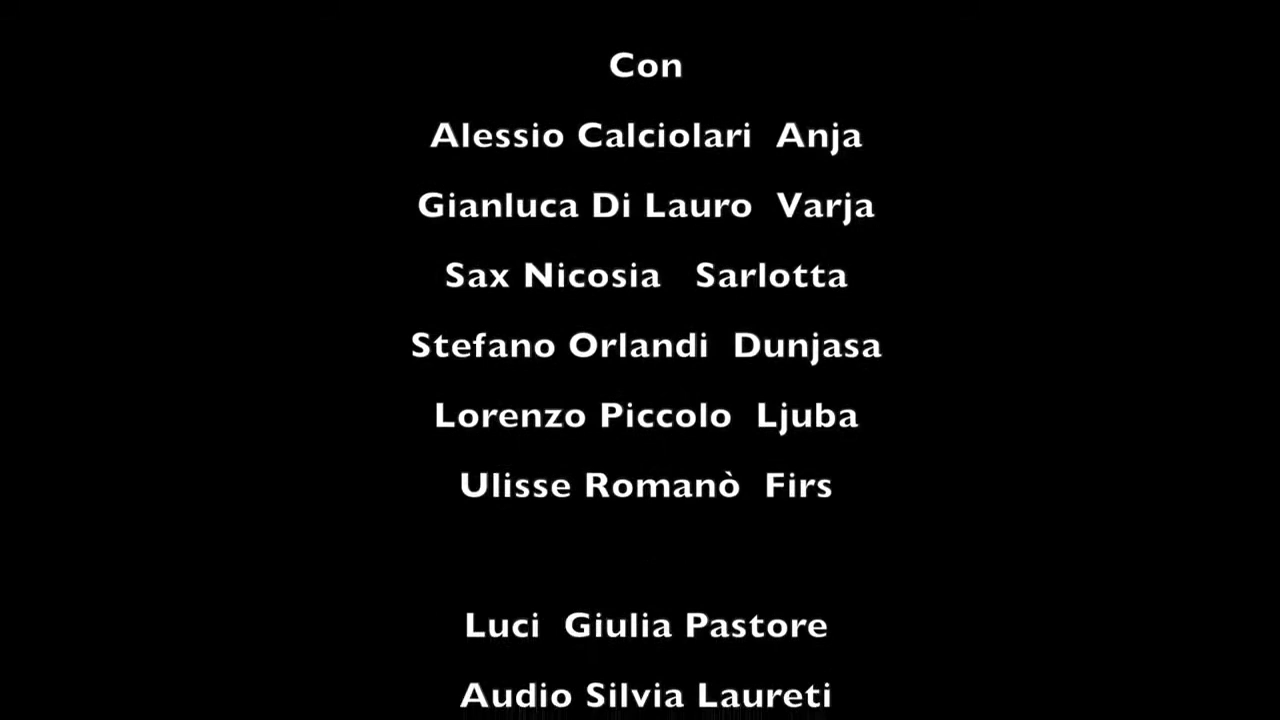 Con
Alessio Calciolari Anja
Gianluca Di Lauro Varja
Sax Nicosia Sarlotta
Stefano Orlandi Dunjasa
Lorenzo Piccolo Ljuba
Ulisse Romanò Firs
Luci Giulia Pastore
Audio Silvia Laureti